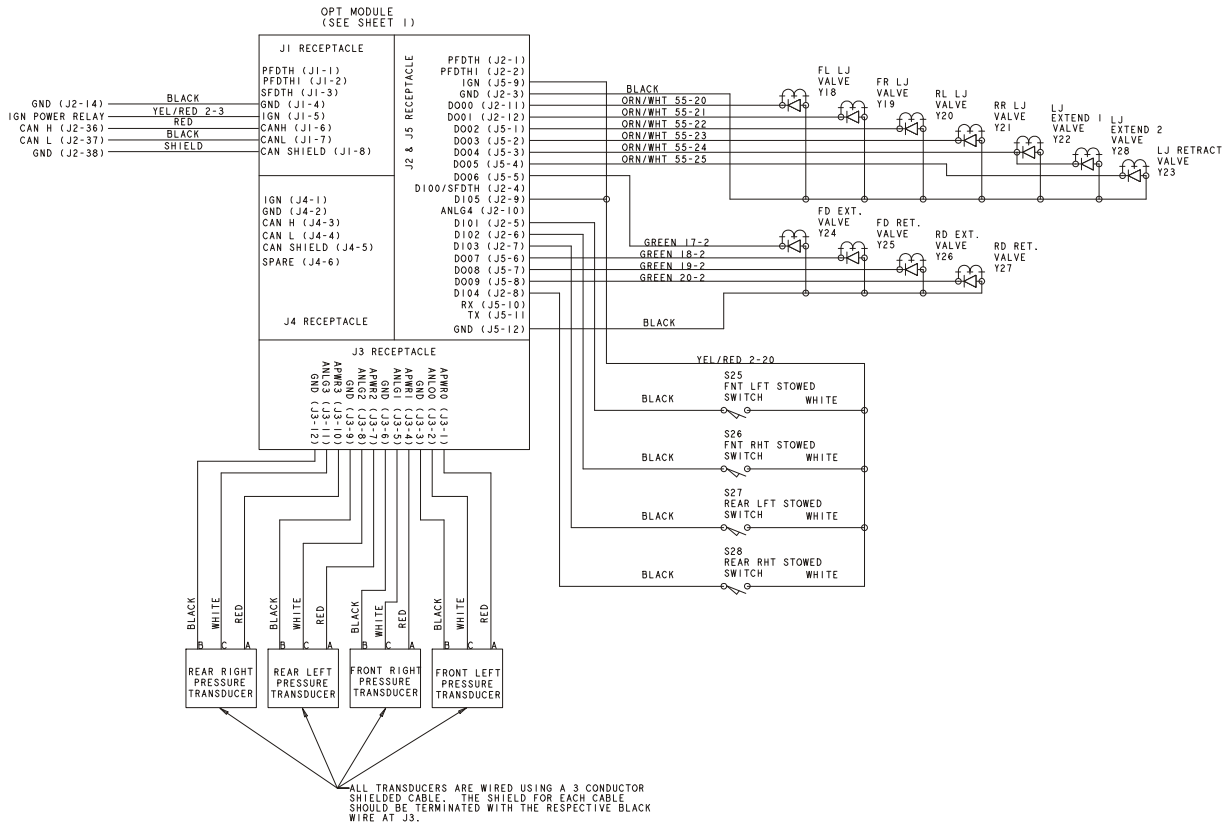 OPT MODULE
(SEE SHEET 1)
J1 RECEPTACLE
PFDTH (J1-1)
PFDTH1 (J1-2)
SFDTH (J1-3)
GND (J1-4)
IGN (J1-5)
CANH (J1-6)
CANL (J1-7)
CAN SHIELD (J1-8)
GND (J2-14)
IGN POWER RELAY
CAN H (J2-36)
CAN L (J2-37)
GND (J2-38)
BLACK
YEL/RED 2-3
RED
BLACK
SHIELD
IGN (J4-1)
GND (J4-2)
CAN H (J4-3)
CAN L (J4-4)
CAN SHIELD (J4-5)
SPARE (J4-6)
J4 RECEPTACLE
J2 & J5 RECEPTACLE
PFDTH (J2-1)
PFDTH1 (J2-2)
IGN (J5-9)
GND (J2-3)
DO00 (J2-11)
DO01 (J2-12)
DO02 (J5-1)
DO03 (J5-2)
DO04 (J5-3)
DO05 (J5-4)
DO06 (J5-5)
DI00/SFDTH (J2-4)
DI05 (J2-9)
ANLG4 (J2-10)
DI01 (J2-5)
DI02 (J2-6)
DI03 (J2-7)
DO07 (J5-6)
DO08 (J5-7)
DO09 (J5-8)
DI04 (J2-8)
RX (J5-10)
TX (J5-11
GND (J5-12)
BLACK
ORN/WHT 55-20
ORN/WHT 55-21
ORN/WHT 55-22
ORN/WHT 55-23
ORN/WHT 55-24
ORN/WHT 55-25
FL LJ
VALVE
Y18
FR LJ
VALVE
Y19
RL LJ
VALVE
Y20
RR LJ
VALVE
Y21
LJ
EXTEND 1
VALVE
Y22
LJ
EXTEND 2
VALVE
Y28
LJ RETRACT
VALVE
Y23
GREEN 17-2
GREEN 18-2
GREEN 19-2
GREEN 20-2
FD EXT.
VALVE
Y24
FD RET.
VALVE
Y25
RD EXT.
VALVE
Y26
RD RET.
VALVE
Y27
BLACK
YEL/RED 2-20
S25
FNT LFT STOWED
SWITCH
BLACK
WHITE
S26
FNT RHT STOWED
SWITCH
BLACK
WHITE
S27
REAR LFT STOWED
SWITCH
BLACK
WHITE
S28
REAR RHT STOWED
SWITCH
BLACK
WHITE
J3 RECEPTACLE
GND (J3-12)
ANLG3 (J3-11)
APWR3 (J3-10)
GND (J3-9)
ANLG2 (J3-8)
APWR2 (J3-7)
GND (J3-6)
ANLG1 (J3-5)
APWR1 (J3-4)
GND (J3-3)
ANLO0 (J3-2)
APWR0 (J3-1)
BLACK
WHITE
RED
BLACK
WHITE
RED
BLACK
WHITE
RED
BLACK
WHITE
RED
B C A
B C A
B C A
B C A
REAR RIGHT
PRESSURE
TRANSDUCER
REAR LEFT
PRESSURE
TRANSDUCER
FRONT RIGHT
PRESSURE
TRANSDUCER
FRONT LEFT
PRESSURE
TRANSDUCER
ALL TRANSDUCERS ARE WIRED USING A 3 CONDUCTOR
SHIELDED CABLE. THE SHIELD FOR EACH CABLE
SHOULD BE TERMINATED WITH THE RESPECTIVE BLACK
WIRE AT J3.